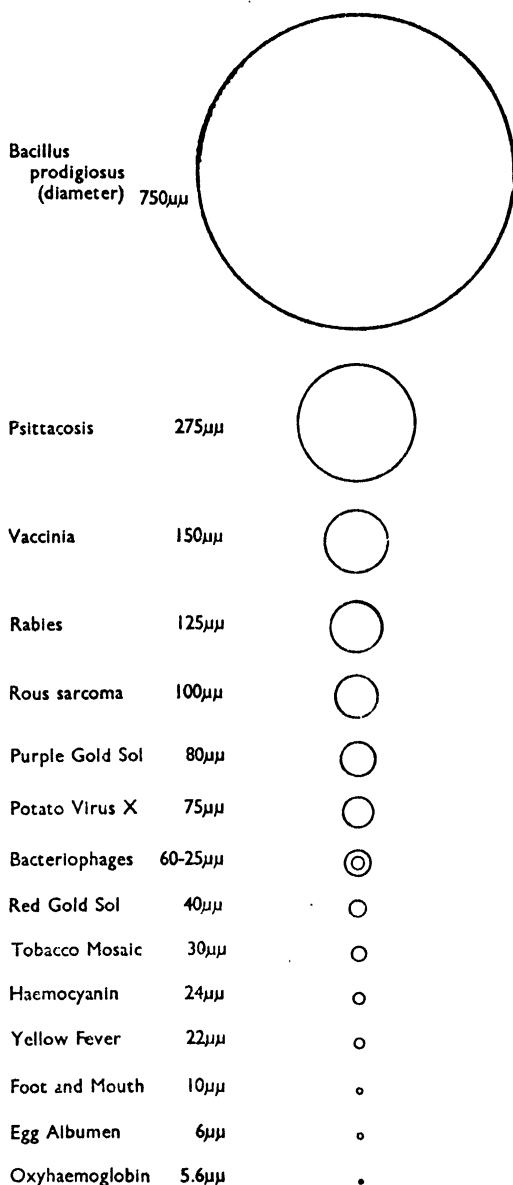 Bacillus
prodigiosus
(diameter) 750μμ
Psittacosis 275μμ
Vaccinia 150μμ
Rabies 125μμ
Rous sarcoma 100μμ
Purple Gold Sol 80μμ
Potato Virus X 75μμ
Bacteriophages 60-25μμ
Red Gold Sol 40μμ
Tobacco Mosaic 30μμ
Haemocyanin 24μμ
Yellow Fever 22μμ
Foot and Mouth 10μμ
Egg Albumen 6μμ
Oxyhaemoglobin 5.6μμ